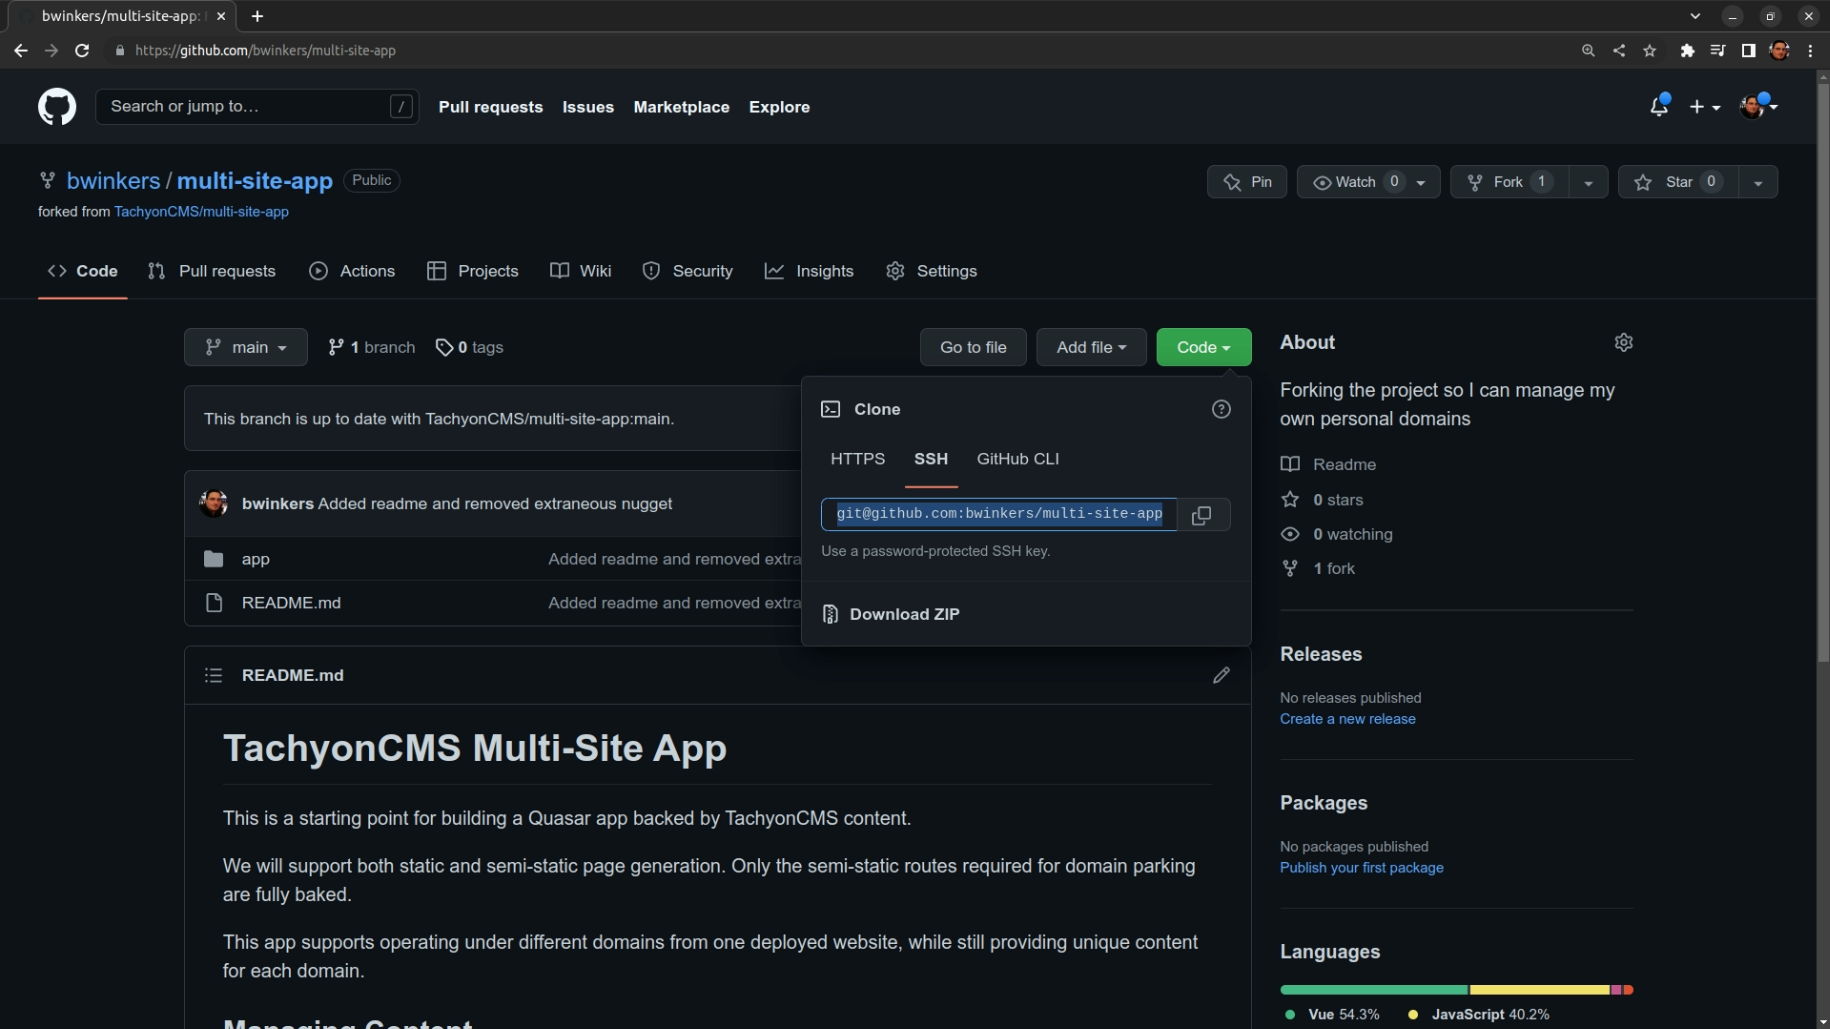 bwinkers/multi-site-app:
https://github.com/bwinkers/multi-site-app
Search or jump to… /
Pull requests Issues Marketplace Explore
bwinkers / multi-site-app Public
Pin Watch 0 Fork 1 Star 0
forked from TachyonCMS/multi-site-app
Code Pull requests Actions Projects Wiki Security Insights Settings
main 1 branch 0 tags Go to file Add file Code
This branch is up to date with TachyonCMS/multi-site-app:main.
bwinkers Added readme and removed extraneous nugget
app Added readme and removed extra
README.md Added readme and removed extra
Clone
HTTPS SSH GitHub CLI
git@github.com:bwinkers/multi-site-app
Use a password-protected SSH key.
Download ZIP
README.md
TachyonCMS Multi-Site App
This is a starting point for building a Quasar app backed by TachyonCMS content.
We will support both static and semi-static page generation. Only the semi-static routes required for domain parking
are fully baked.
This app supports operating under different domains from one deployed website, while still providing unique content
for each domain.
Managing Content
About
Forking the project so I can manage my
own personal domains
Readme
0 stars
0 watching
1 fork
Releases
No releases published
Create a new release
Packages
No packages published
Publish your first package
Languages
Vue 54.3% JavaScript 40.2%